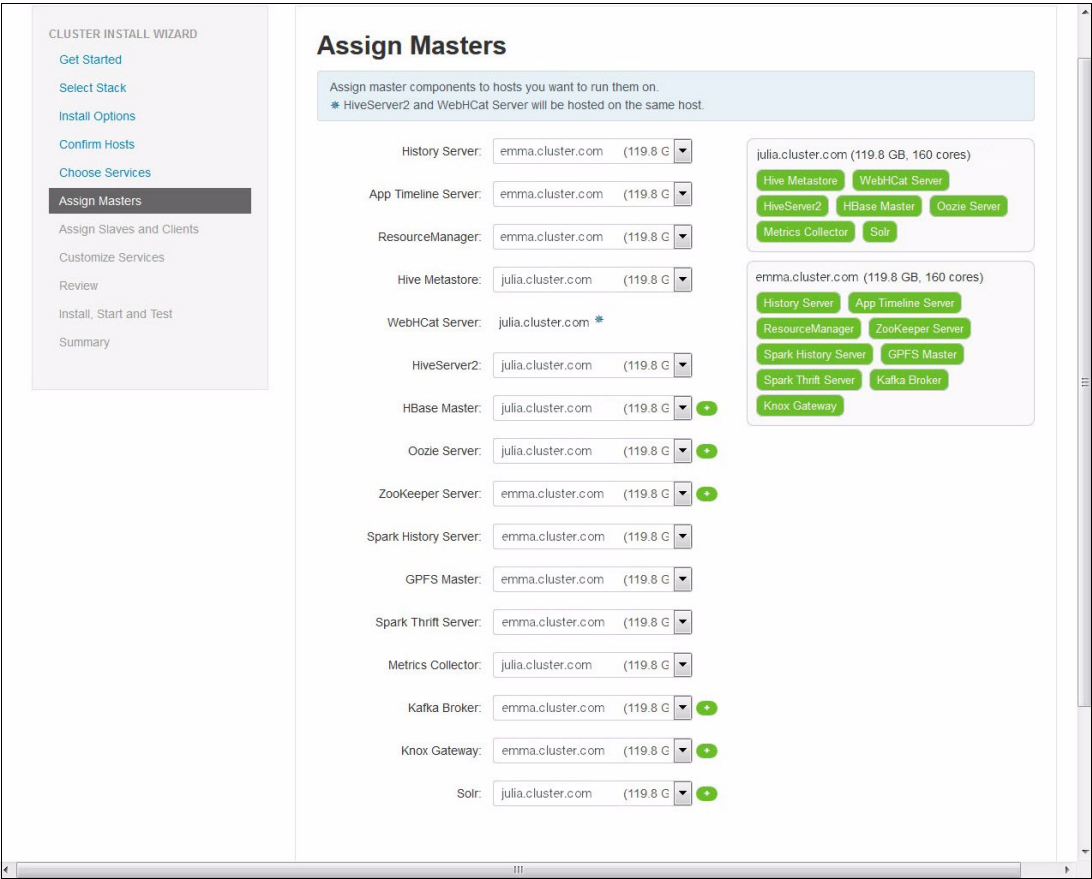 CLUSTER INSTALL WIZARD
Get Started
Select Stack
Install Options
Confirm Hosts
Choose Services
Assign Masters
Assign Slaves and Clients
Customize Services
Review
Install, Start and Test
Summary
Assign Masters
Assign master components to hosts you want to run them on.
* HiveServer2 and WebHCat Server will be hosted on the same host.
History Server: emma.cluster.com (119.8 G
App Timeline Server: emma.cluster.com (119.8 G
ResourceManager: emma.cluster.com (119.8 G
Hive Metastore: julia.cluster.com (119.8 G
WebHCat Server: julia.cluster.com *
HiveServer2: julia.cluster.com (119.8 G
HBase Master: julia.cluster.com (119.8 G +
Oozie Server: julia.cluster.com (119.8 G +
ZooKeeper Server: emma.cluster.com (119.8 G +
Spark History Server: emma.cluster.com (119.8 G
GPFS Master: emma.cluster.com (119.8 G
Spark Thrift Server: emma.cluster.com (119.8 G
Metrics Collector: julia.cluster.com (119.8 G
Kafka Broker: emma.cluster.com (119.8 G +
Knox Gateway: emma.cluster.com (119.8 G +
Solr: julia.cluster.com (119.8 G +
julia.cluster.com (119.8 GB, 160 cores)
Hive Metastore WebHCat Server
HiveServer2 HBase Master Oozie Server
Metrics Collector Solr
emma.cluster.com (119.8 GB, 160 cores)
History Server App Timeline Server
ResourceManager ZooKeeper Server
Spark History Server GPFS Master
Spark Thrift Server Kafka Broker
Knox Gateway